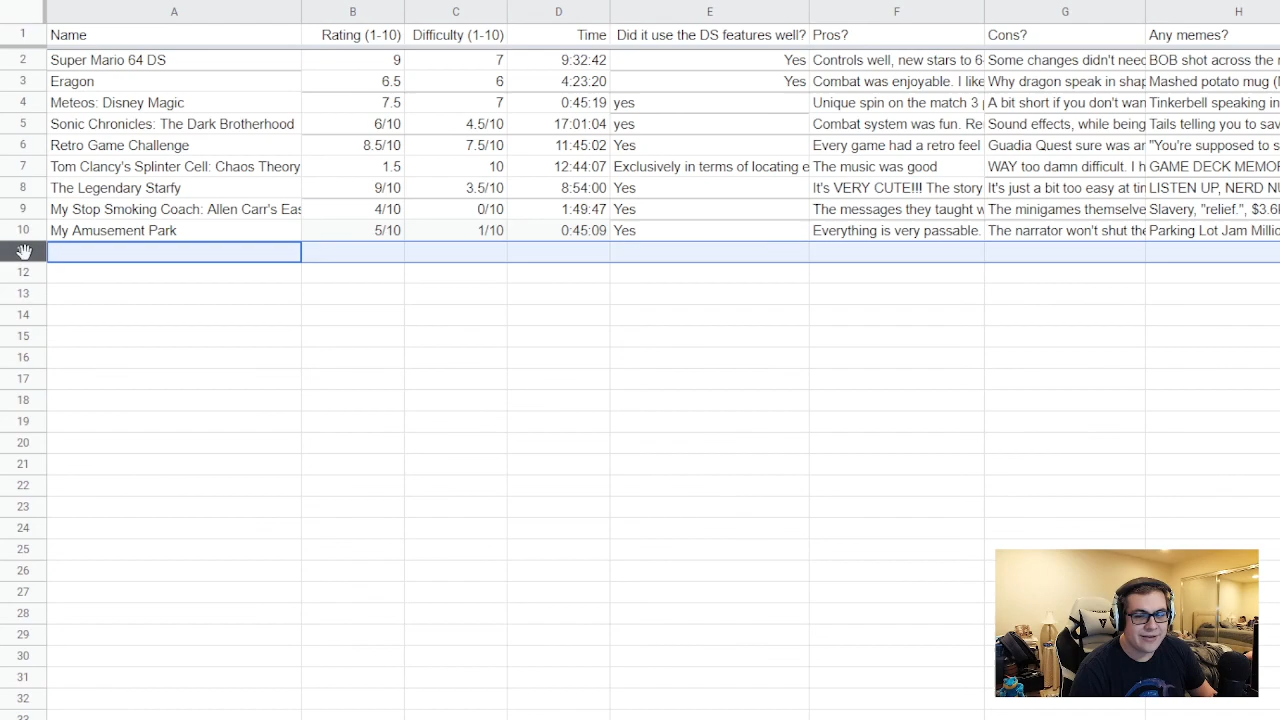 A B C D E F G H
1 Name Rating (1-10) Difficulty (1-10) Time Did it use the DS features well? Pros? Cons? Any memes?
2 Super Mario 64 DS 9 7 9:32:42 Yes Controls well, new stars to 6 Some changes didn't need BOB shot across the
3 Eragon 6.5 6 4:23:20 Yes Combat was enjoyable. I like Why dragon speak in shap Mashed potato mug (
4 Meteos: Disney Magic 7.5 7 0:45:19 yes Unique spin on the match 3 A bit short if you don't wan Tinkerbell speaking in
5 Sonic Chronicles: The Dark Brotherhood 6/10 4.5/10 17:01:04 yes Combat system was fun. Re Sound effects, while being Tails telling you to sav
6 Retro Game Challenge 8.5/10 7.5/10 11:45:02 Yes Every game had a retro feel Guadia Quest sure was ar "You're supposed to s
7 Tom Clancy's Splinter Cell: Chaos Theory 1.5 10 12:44:07 Exclusively in terms of locating e The music was good WAY too damn difficult. I h GAME DECK MEMOR
8 The Legendary Starfy 9/10 3.5/10 8:54:00 Yes It's VERY CUTE!!! The story It's just a bit too easy at tin LISTEN UP, NERD NU
9 My Stop Smoking Coach: Allen Carr's Eas 4/10 0/10 1:49:47 Yes The messages they taught w The minigames themselve Slavery, "relief.", $3.6
10 My Amusement Park 5/10 1/10 0:45:09 Yes Everything is very passable. The narrator won't shut the Parking Lot Jam Milli
12
13
14
15
16
17
18
19
20
21
22
23
24
25
26
27
28
29
30
31
32